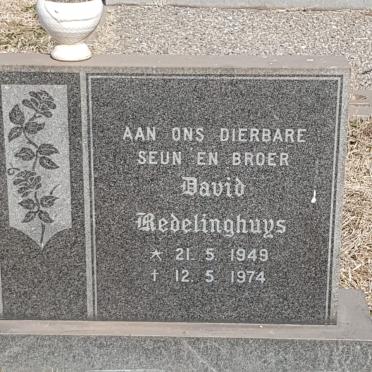 AAN ONS DIERBARE
SEUN EN BROER
David
Redelinghuys
* 21. 5. 1949
† 12. 5. 1974